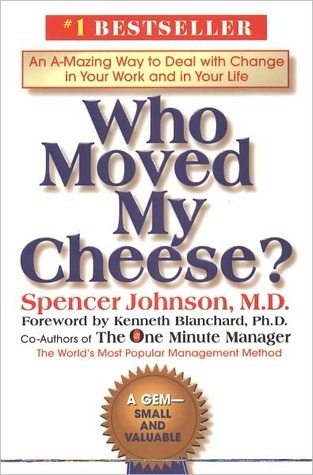 #1 BESTSELLER
An A-Mazing Way to Deal with Change
in Your Work and in Your Life
Who
Moved
My
Cheese?
Spencer Johnson, M.D.
Foreword by Kenneth Blanchard, Ph.D.
Co-Authors of The One Minute Manager
The World's Most Popular Management Method
A GEM—
SMALL
AND
VALUABLE